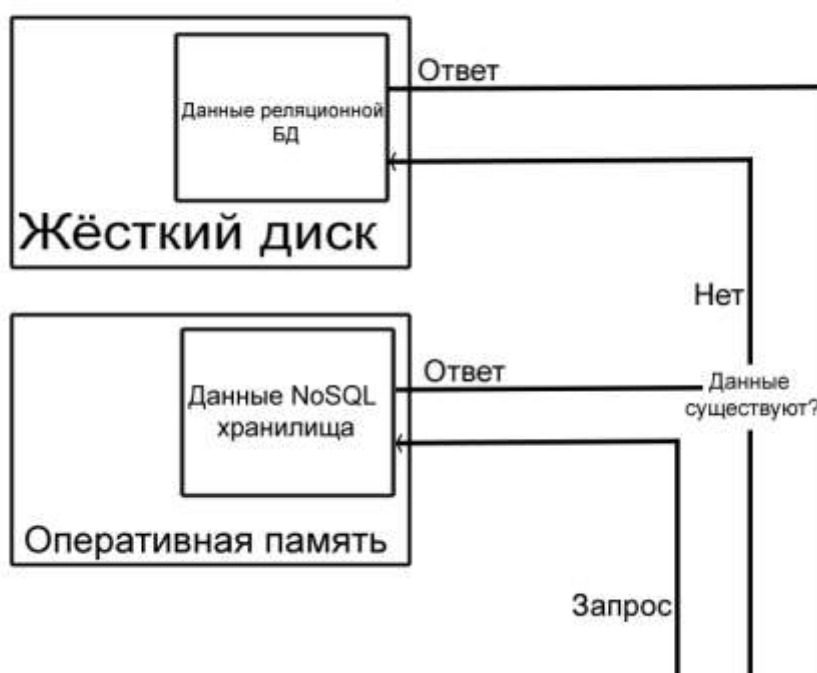 Ответ
Данные реляционной
БД
Жёсткий диск
Нет
Ответ
Данные
существуют?
Данные NoSQL
хранилища
Оперативная память
Запрос